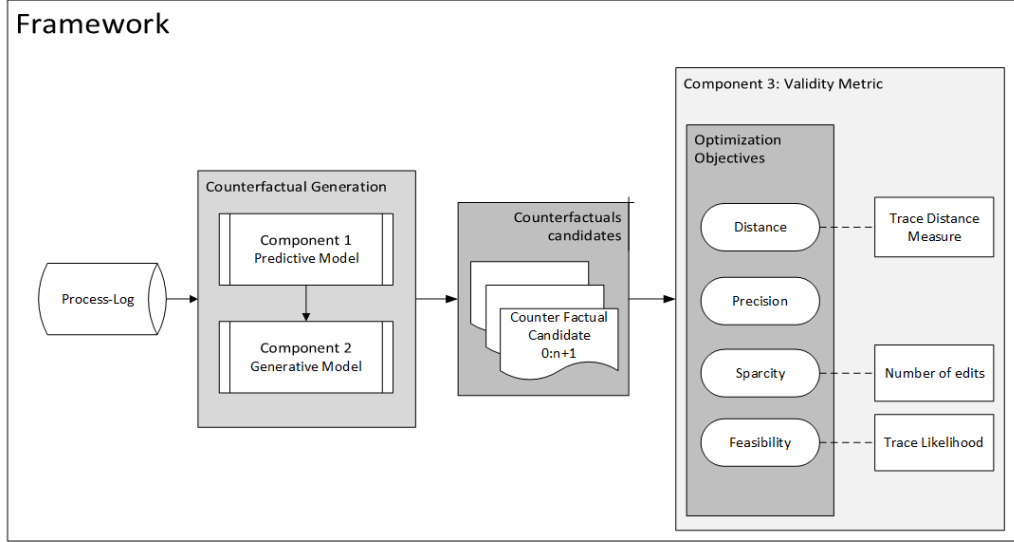 Framework
Process-Log
Counterfactual Generation
Component 1
Predictive Model
Component 2
Generative Model
Counterfactuals
candidates
Counter Factual
Candidate
0:n+1
Component 3: Validity Metric
Optimization
Objectives
Distance
Trace Distance
Measure
Precision
Sparcity
Number of edits
Feasibility
Trace Likelihood